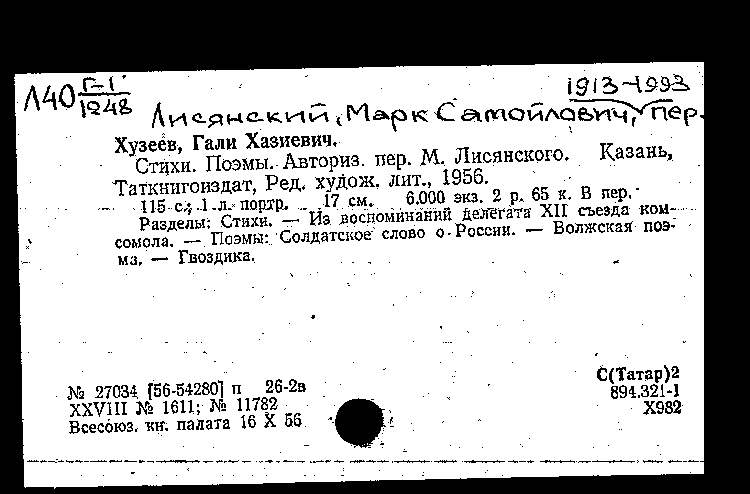 Л40 Г-1/1248
1913-1993
Лисянский, Марк Самойлович, пер.
Хузеев, Гали Хазиевич.
Стихи. Поэмы. Авториз. пер. М. Лисянского. Казань,
Таткнигоиздат, Ред. худож. лит., 1956.
115 с.; 1 л. портр. 17 см. 6.000 экз. 2 р. 65 к. В пер.
Разделы: Стихи. — Из воспоминаний делегата XII съезда ком-
сомола. — Поэмы: Солдатское слово о России. — Волжская поэ-
ма. — Гвоздика.
С(Татар)2
№ 27034 [56-54280] п 26-2в
894.321-1
XXVIII № 1611; № 11782
Х982
Всесоюз. кн. палата 16 X 56